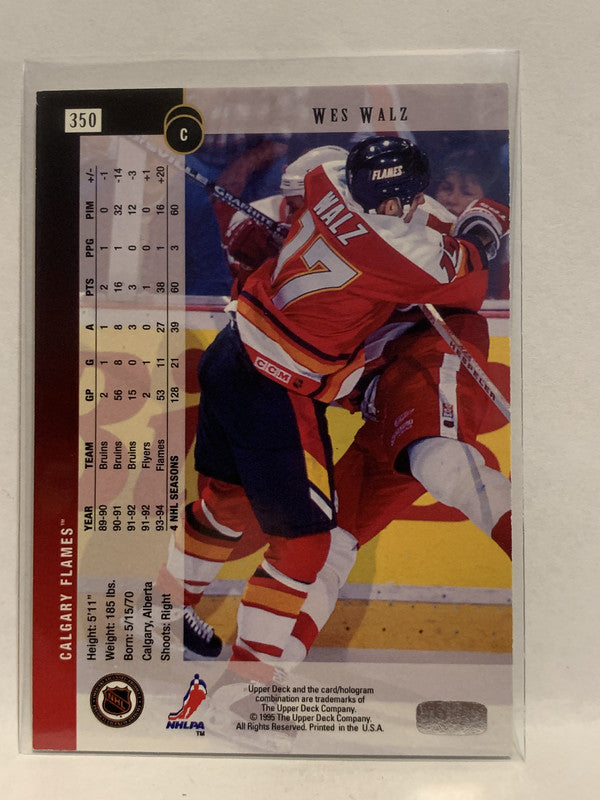 350
C
WES WALZ
CALGARY FLAMES™
Height: 5'11"
Weight: 185 lbs.
Born: 5/15/70
Calgary, Alberta
Shoots: Right
YEAR TEAM GP G A PTS PPG PIM +/-
89-90 Bruins 2 1 1 2 1 0 -1
90-91 Bruins 56 8 8 16 1 32 -14
91-92 Bruins 15 0 3 3 0 12 -3
91-92 Flyers 2 1 0 1 0 0 +1
93-94 Flames 53 11 27 38 1 16 +20
4 NHL SEASONS 128 21 39 60 3 60
FLAMES
WALZ
17
CCM
GRAPHITE
HESPELER
NHL
NHLPA
TM
Upper Deck and the card/hologram
combination are trademarks of
The Upper Deck Company.
© 1995 The Upper Deck Company.
All Rights Reserved. Printed in the U.S.A.